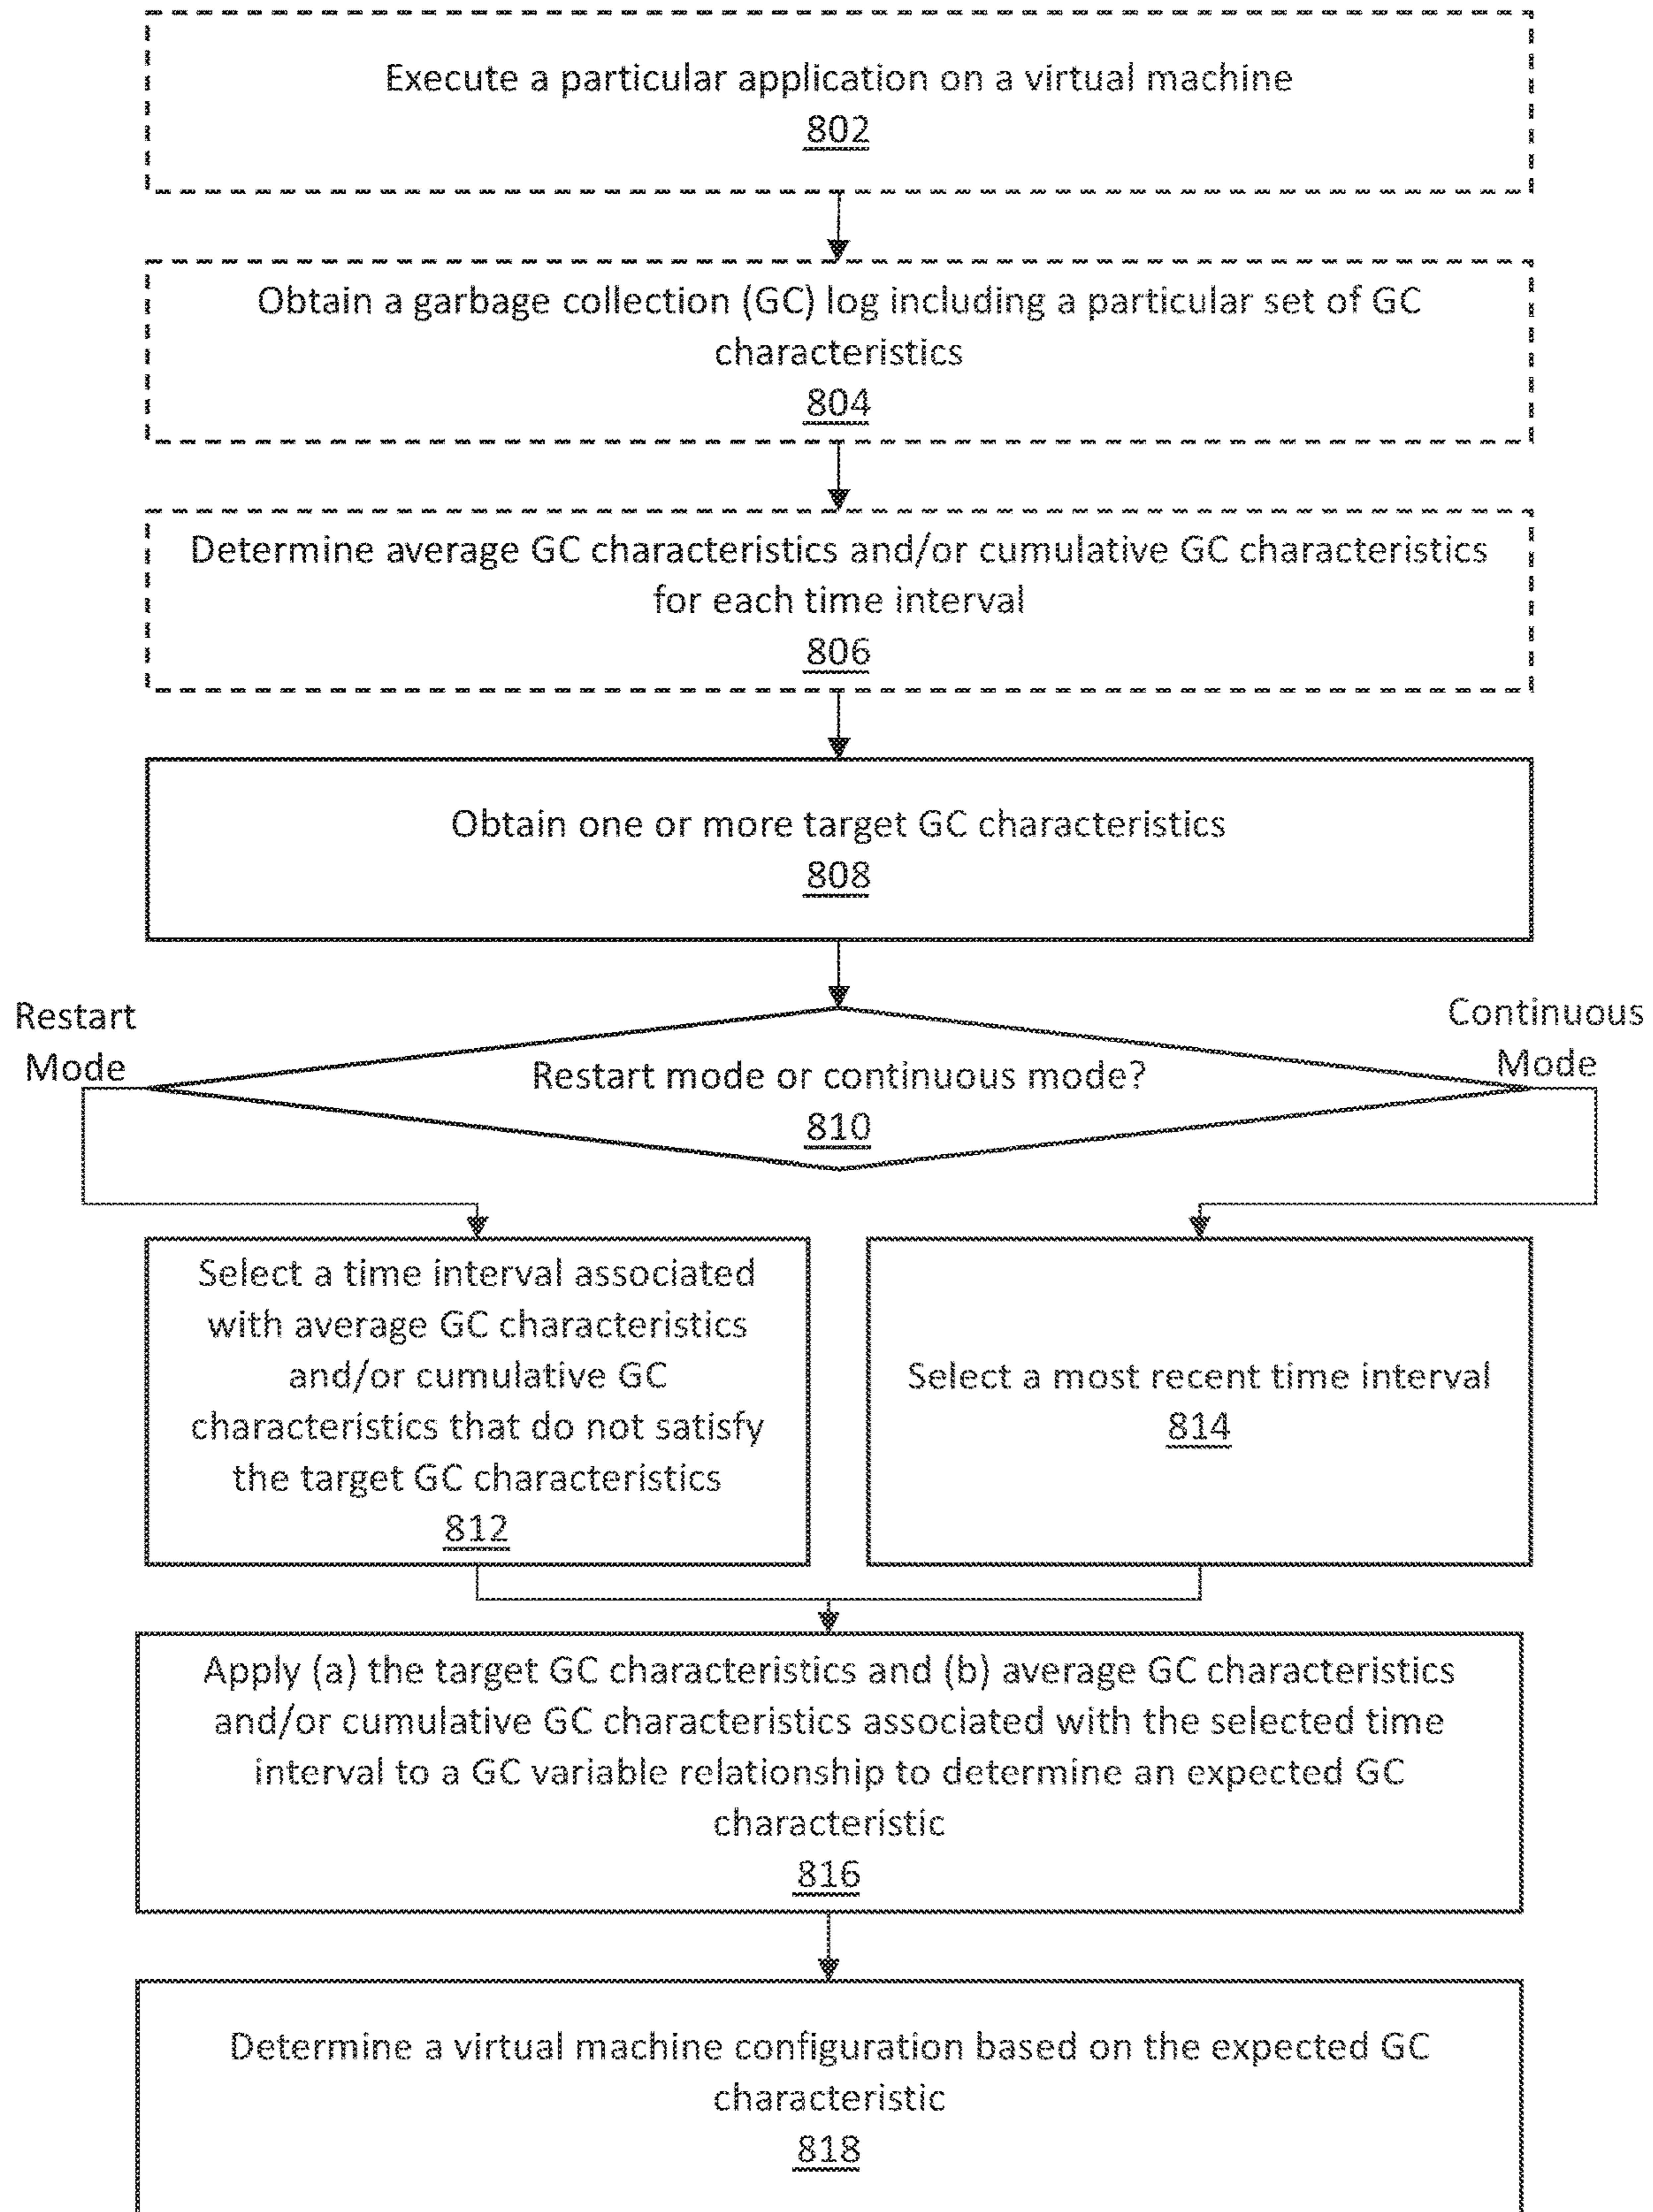 Execute a particular application on a virtual machine
802
Obtain a garbage collection (GC) log including a particular set of GC
characteristics
804
Determine average GC characteristics and/or cumulative GC characteristics
for each time interval
806
Obtain one or more target GC characteristics
808
Restart
Mode
Continuous
Mode
Restart mode or continuous mode?
810
Select a time interval associated
with average GC characteristics
and/or cumulative GC
characteristics that do not satisfy
the target GC characteristics
812
Select a most recent time interval
814
Apply (a) the target GC characteristics and (b) average GC characteristics
and/or cumulative GC characteristics associated with the selected time
interval to a GC variable relationship to determine an expected GC
characteristic
816
Determine a virtual machine configuration based on the expected GC
characteristic
818